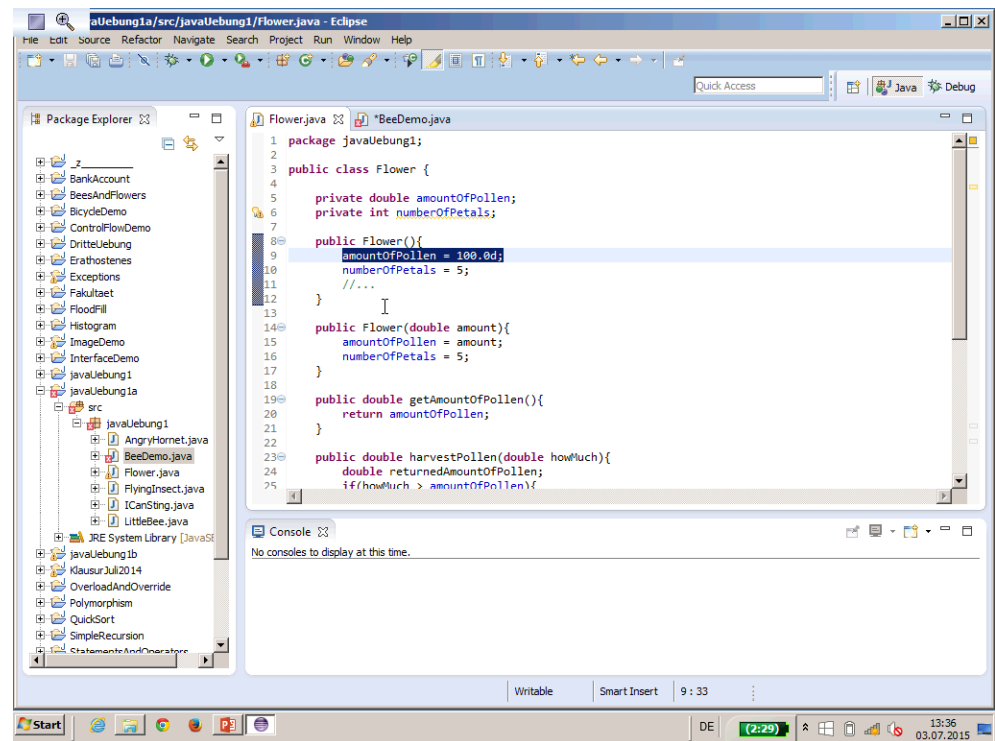 aUebung1a/src/javaUebung1/Flower.java - Eclipse
File Edit Source Refactor Navigate Search Project Run Window Help
Quick Access
Java
Debug
Package Explorer
Flower.java
*BeeDemo.java
_z_________
BankAccount
BeesAndFlowers
BicycleDemo
ControlFlowDemo
DritteUebung
Erathostenes
Exceptions
Fakultaet
FloodFill
Histogram
ImageDemo
InterfaceDemo
javaUebung1
javaUebung1a
src
javaUebung1
AngryHornet.java
BeeDemo.java
Flower.java
FlyingInsect.java
ICanSting.java
LittleBee.java
JRE System Library [JavaSE
javaUebung1b
KlausurJuli2014
OverloadAndOverride
Polymorphism
QuickSort
SimpleRecursion
StatementsAndOperators
1 package javaUebung1;
2
3 public class Flower {
4
5 private double amountOfPollen;
6 private int numberOfPetals;
7
8 public Flower(){
9 amountOfPollen = 100.0d;
10 numberOfPetals = 5;
11 //...
12 }
13
14 public Flower(double amount){
15 amountOfPollen = amount;
16 numberOfPetals = 5;
17 }
18
19 public double getAmountOfPollen(){
20 return amountOfPollen;
21 }
22
23 public double harvestPollen(double howMuch){
24 double returnedAmountOfPollen;
25 if(howMuch > amountOfPollen){
Console
No consoles to display at this time.
Writable
Smart Insert
9 : 33
Start
DE
(2:29)
13:36
03.07.2015